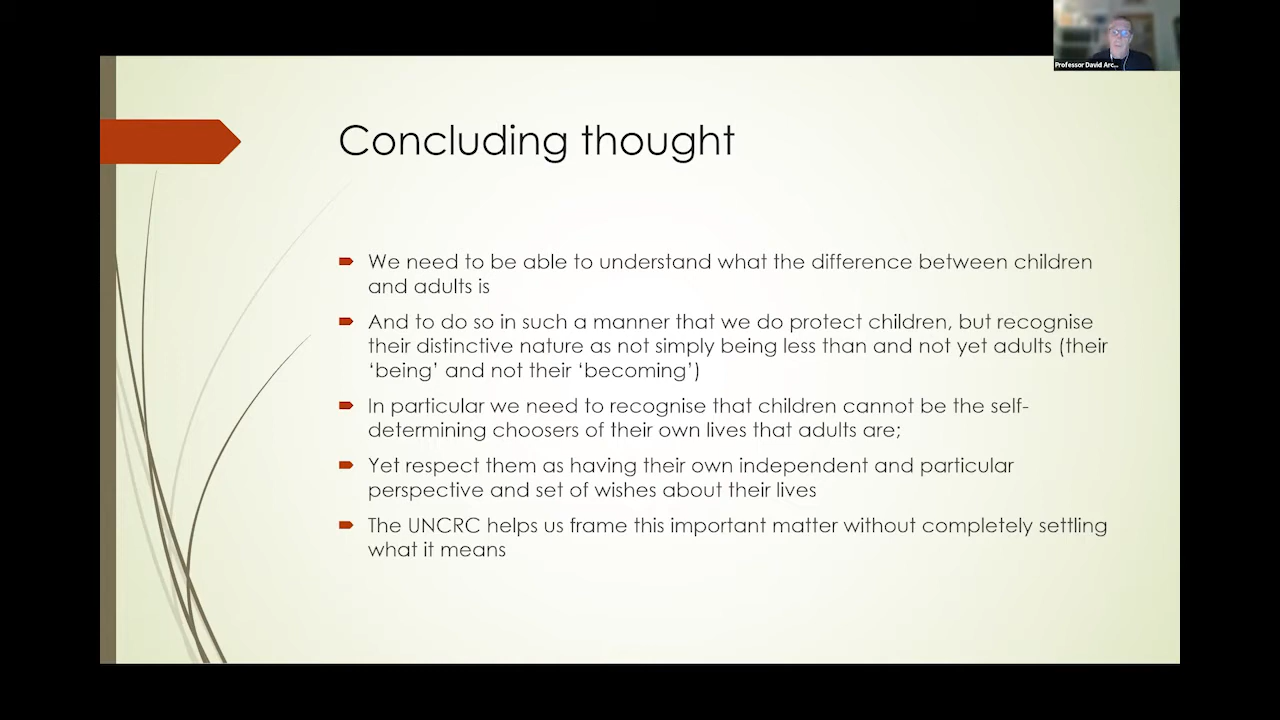 Professor David Arc...
Concluding thought
We need to be able to understand what the difference between children
and adults is
And to do so in such a manner that we do protect children, but recognise
their distinctive nature as not simply being less than and not yet adults (their
‘being’ and not their ‘becoming’)
In particular we need to recognise that children cannot be the self-
determining choosers of their own lives that adults are;
Yet respect them as having their own independent and particular
perspective and set of wishes about their lives
The UNCRC helps us frame this important matter without completely settling
what it means